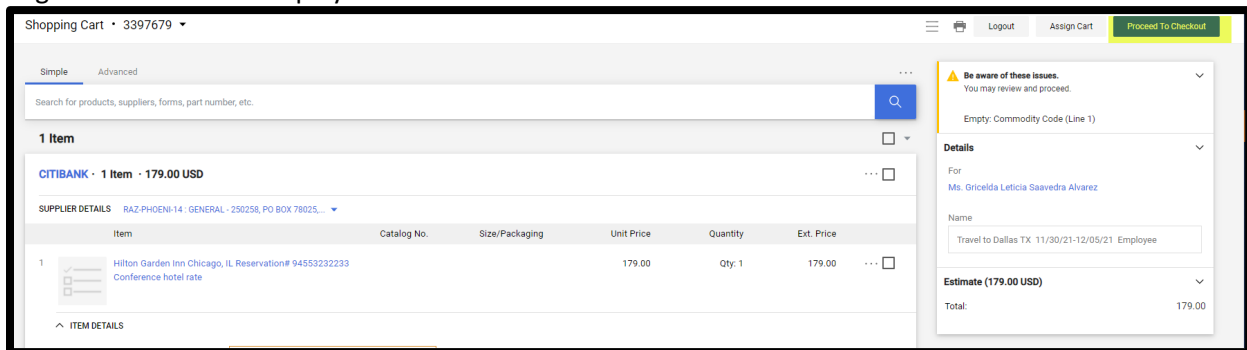 Shopping Cart • 3397679
Logout
Assign Cart
Proceed To Checkout
Simple
Advanced
Search for products, suppliers, forms, part number, etc.
1 Item
CITIBANK · 1 Item · 179.00 USD
SUPPLIER DETAILS RAZ-PHOENI-14 : GENERAL - 250258, PO BOX 78025,...
Item Catalog No. Size/Packaging Unit Price Quantity Ext. Price
1 Hilton Garden Inn Chicago, IL Reservation# 94553232233 179.00 Qty: 1 179.00
Conference hotel rate
ITEM DETAILS
Be aware of these issues.
You may review and proceed.
Empty: Commodity Code (Line 1)
Details
For
Ms. Gricelda Leticia Saavedra Alvarez
Name
Travel to Dallas TX 11/30/21-12/05/21 Employee
Estimate (179.00 USD)
Total: 179.00